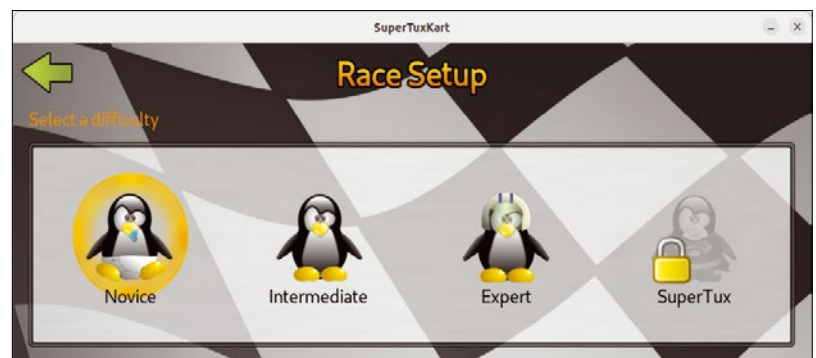 SuperTuxKart
Race Setup
Select a difficulty
Novice Intermediate Expert SuperTux